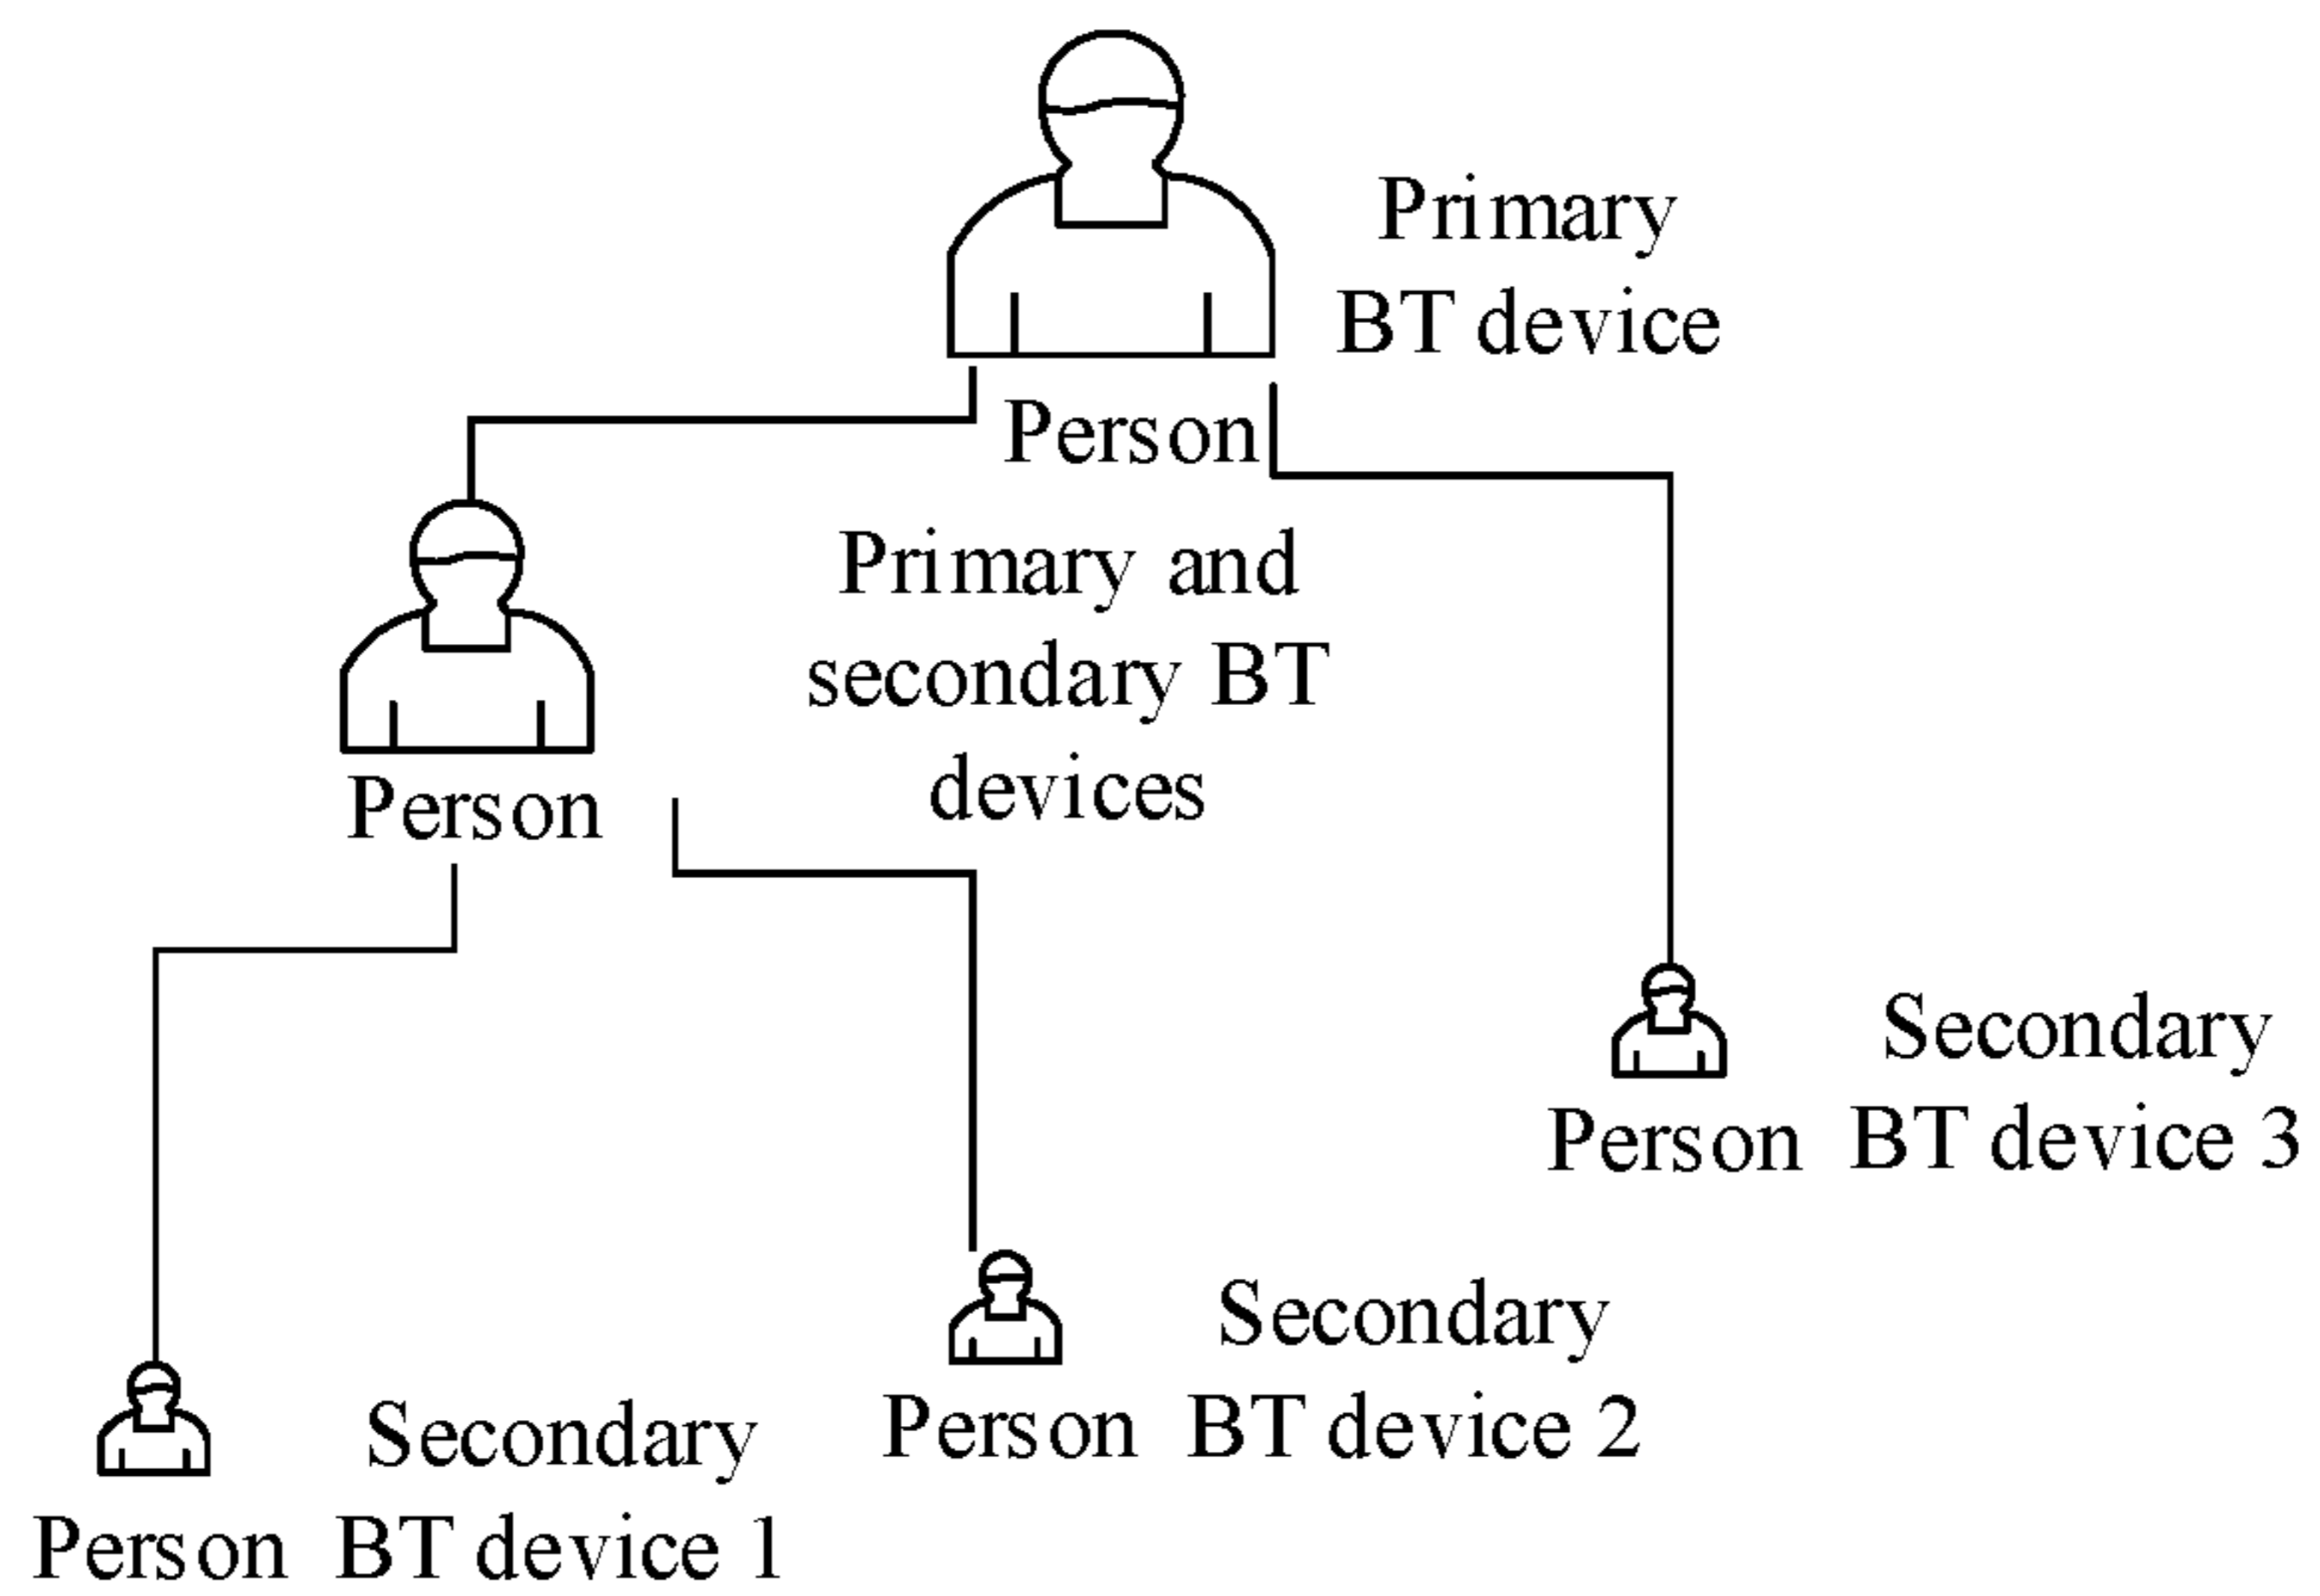 Primary
BT device
Person
Primary and
secondary BT
devices
Person
Secondary
BT device 3
Person
Secondary
BT device 2
Person
Secondary
BT device 1
Person